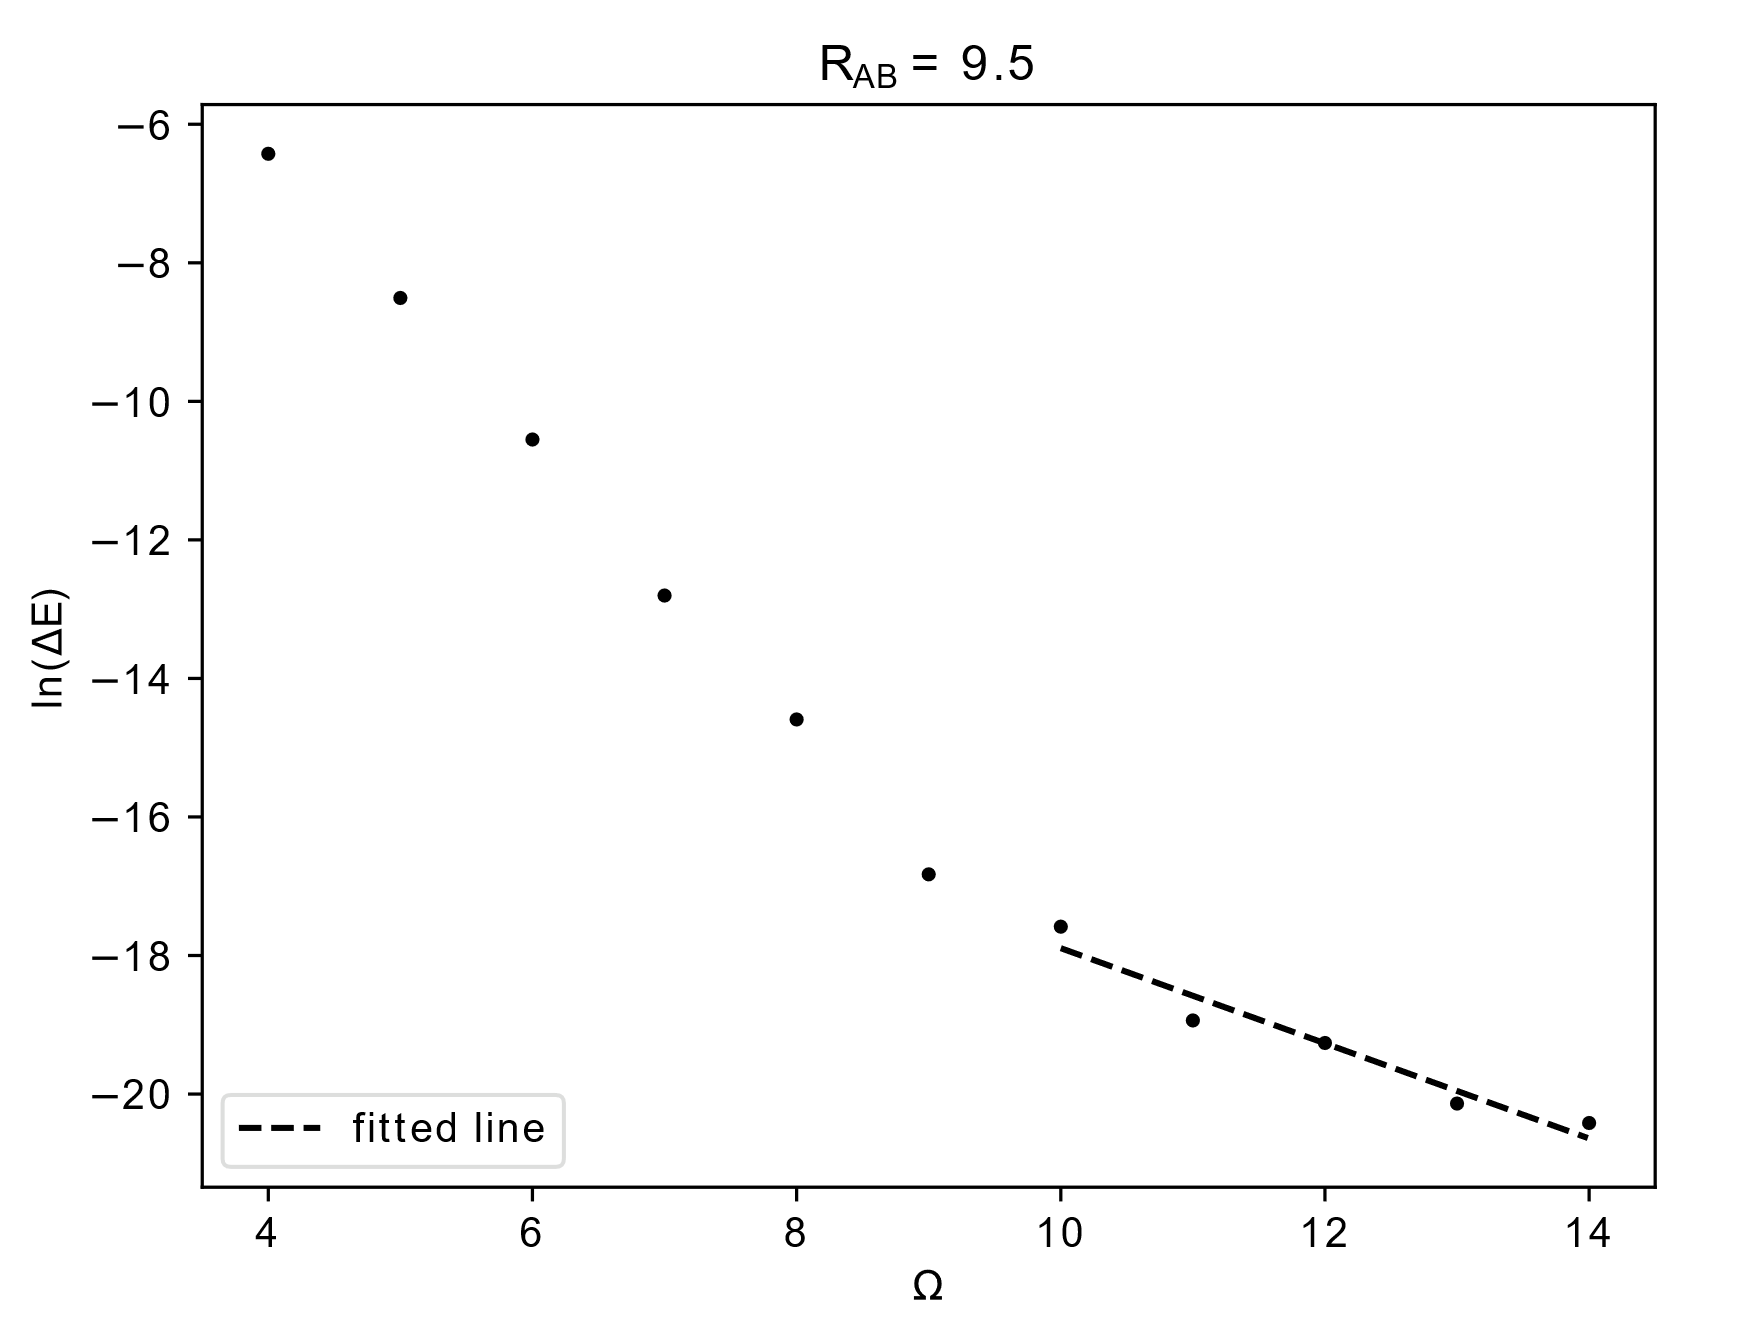 R_AB = 9.5
−6
−8
−10
−12
−14
−16
−18
−20
ln(ΔE)
fitted line
4 6 8 10 12 14
Ω